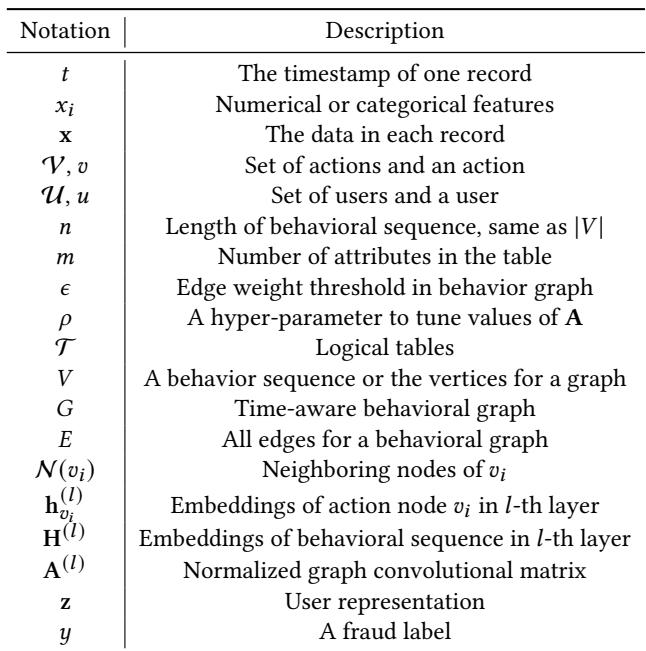 Notation Description
t The timestamp of one record
xᵢ Numerical or categorical features
𝐱 The data in each record
𝒱, v Set of actions and an action
𝒰, u Set of users and a user
n Length of behavioral sequence, same as |V|
m Number of attributes in the table
ϵ Edge weight threshold in behavior graph
ρ A hyper-parameter to tune values of 𝐀
𝒯 Logical tables
V A behavior sequence or the vertices for a graph
G Time-aware behavioral graph
E All edges for a behavioral graph
𝒩(vᵢ) Neighboring nodes of vᵢ
𝐡_{vᵢ}^{(l)} Embeddings of action node vᵢ in l-th layer
𝐇^{(l)} Embeddings of behavioral sequence in l-th layer
𝐀^{(l)} Normalized graph convolutional matrix
𝐳 User representation
y A fraud label